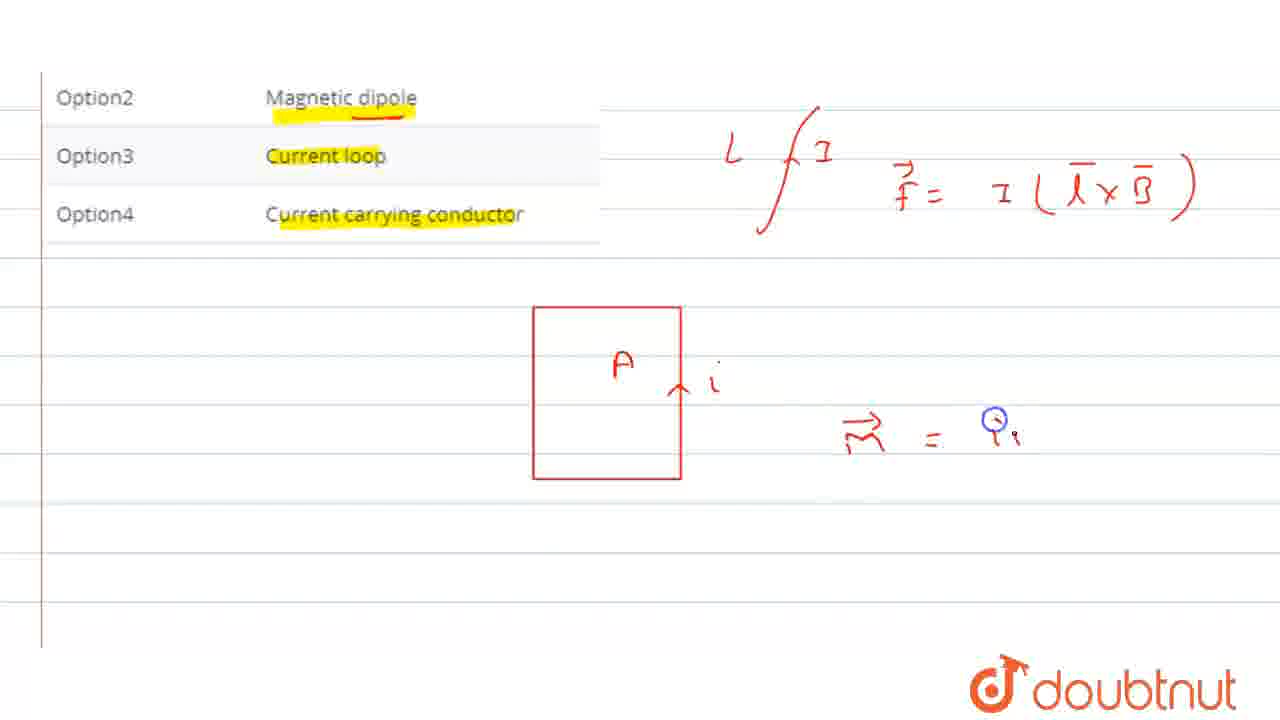 Option2 Magnetic dipole
Option3 Current loop
Option4 Current carrying conductor
L I
F⃗ = I ( l̅ × B̅ )
A i
M⃗ = i
doubtnut